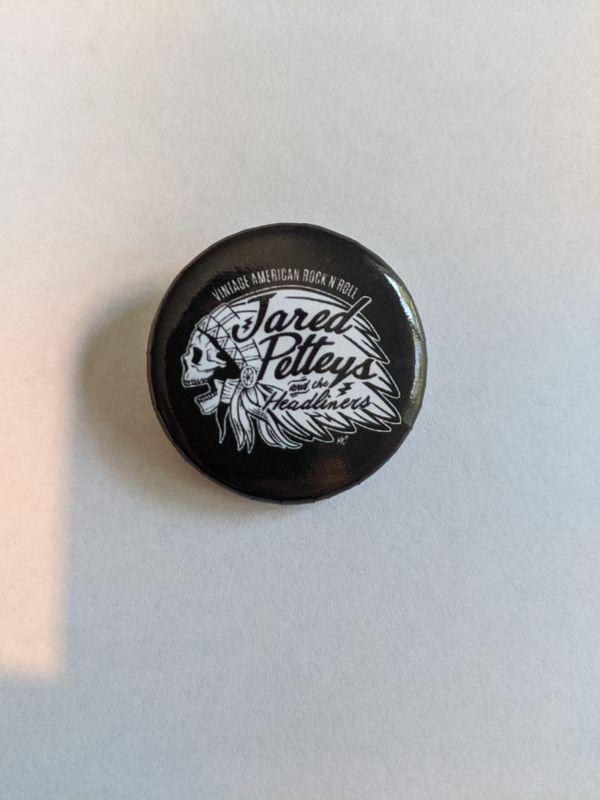 VINTAGE AMERICAN ROCK N ROLL
Jared
Petteys
and the
Headliners